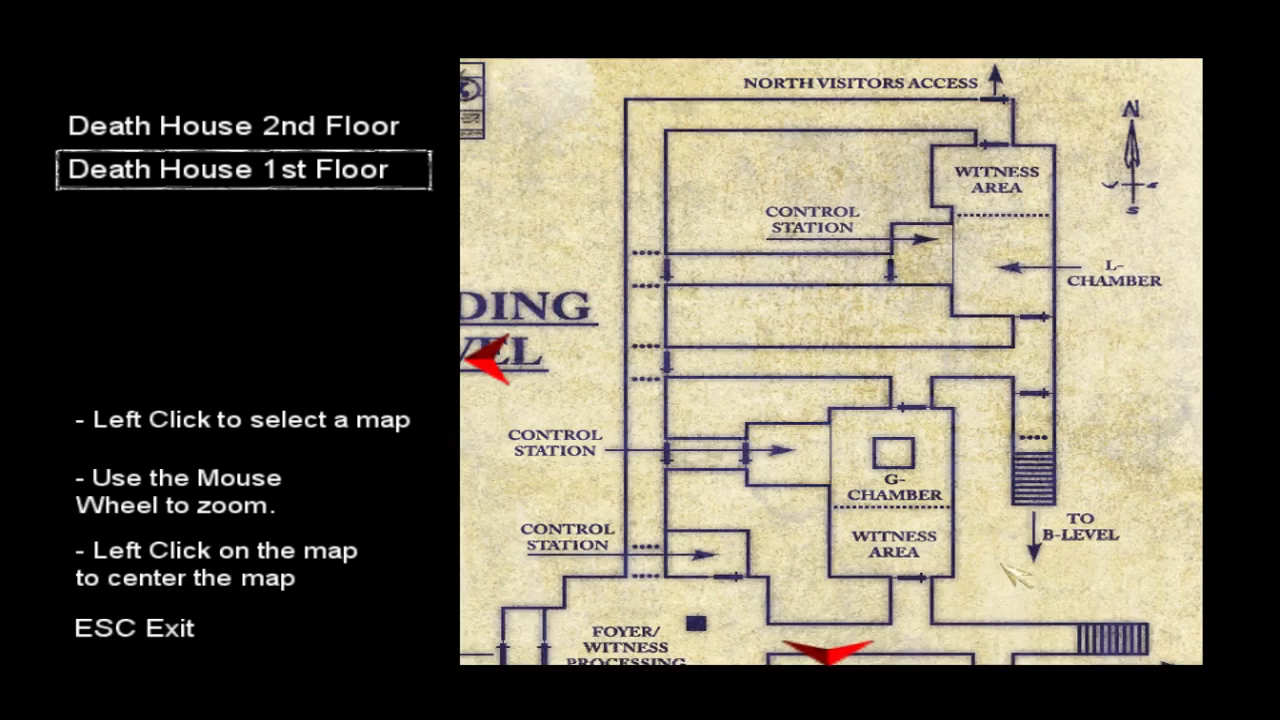 Death House 2nd Floor
Death House 1st Floor
- Left Click to select a map
- Use the Mouse
Wheel to zoom.
- Left Click on the map
to center the map
ESC Exit
NORTH VISITORS ACCESS
N
S
WITNESS
AREA
CONTROL
STATION
L-
CHAMBER
DING
VEL
CONTROL
STATION
G-
CHAMBER
CONTROL
STATION
WITNESS
AREA
TO
B-LEVEL
FOYER/
WITNESS
PROCESSING